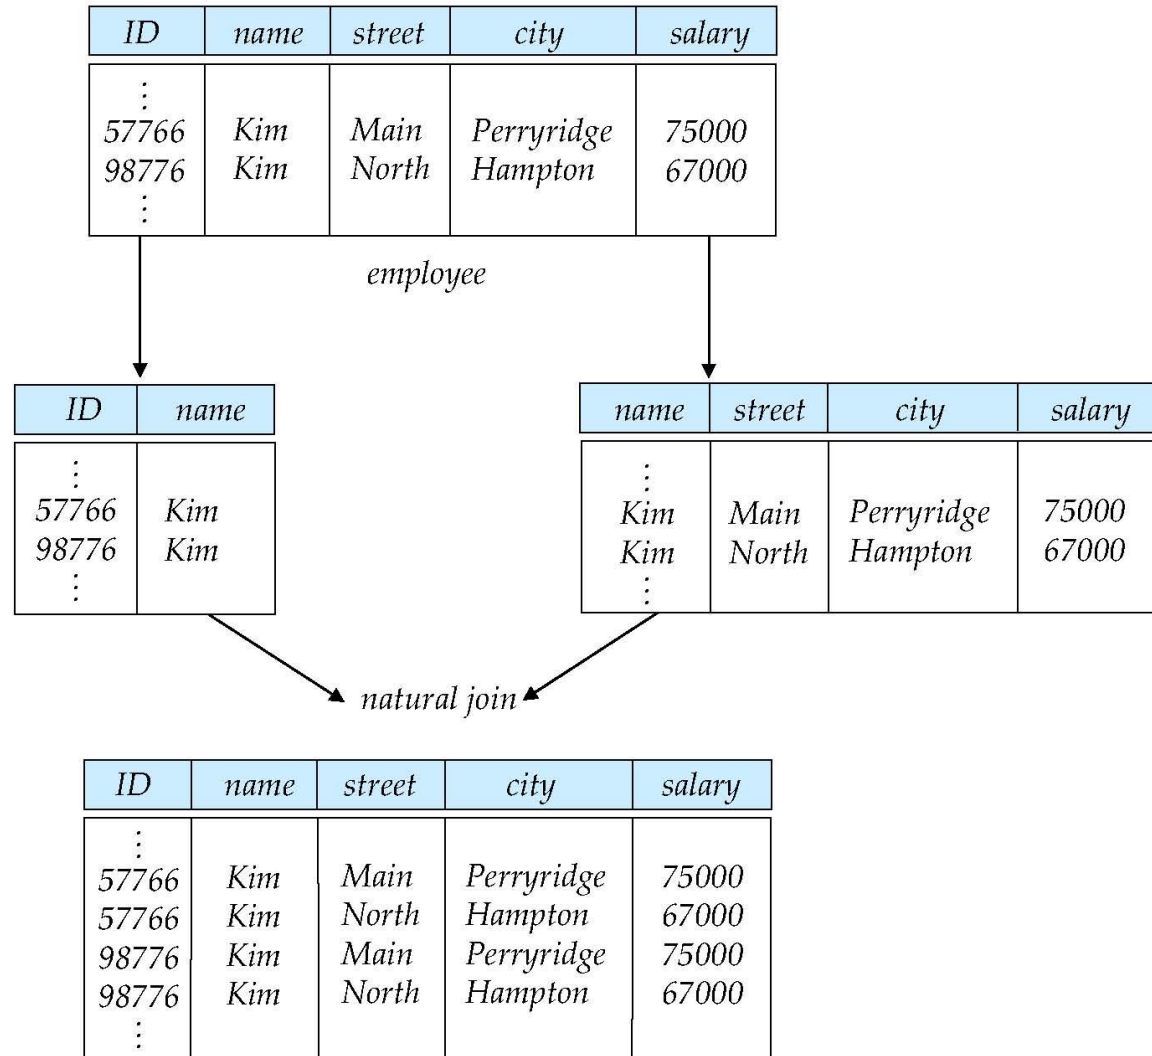 ID name street city salary
⋮
57766 Kim Main Perryridge 75000
98776 Kim North Hampton 67000
⋮
employee
ID name
⋮
57766 Kim
98776 Kim
⋮
name street city salary
⋮
Kim Main Perryridge 75000
Kim North Hampton 67000
⋮
natural join
ID name street city salary
⋮
57766 Kim Main Perryridge 75000
57766 Kim North Hampton 67000
98776 Kim Main Perryridge 75000
98776 Kim North Hampton 67000
⋮